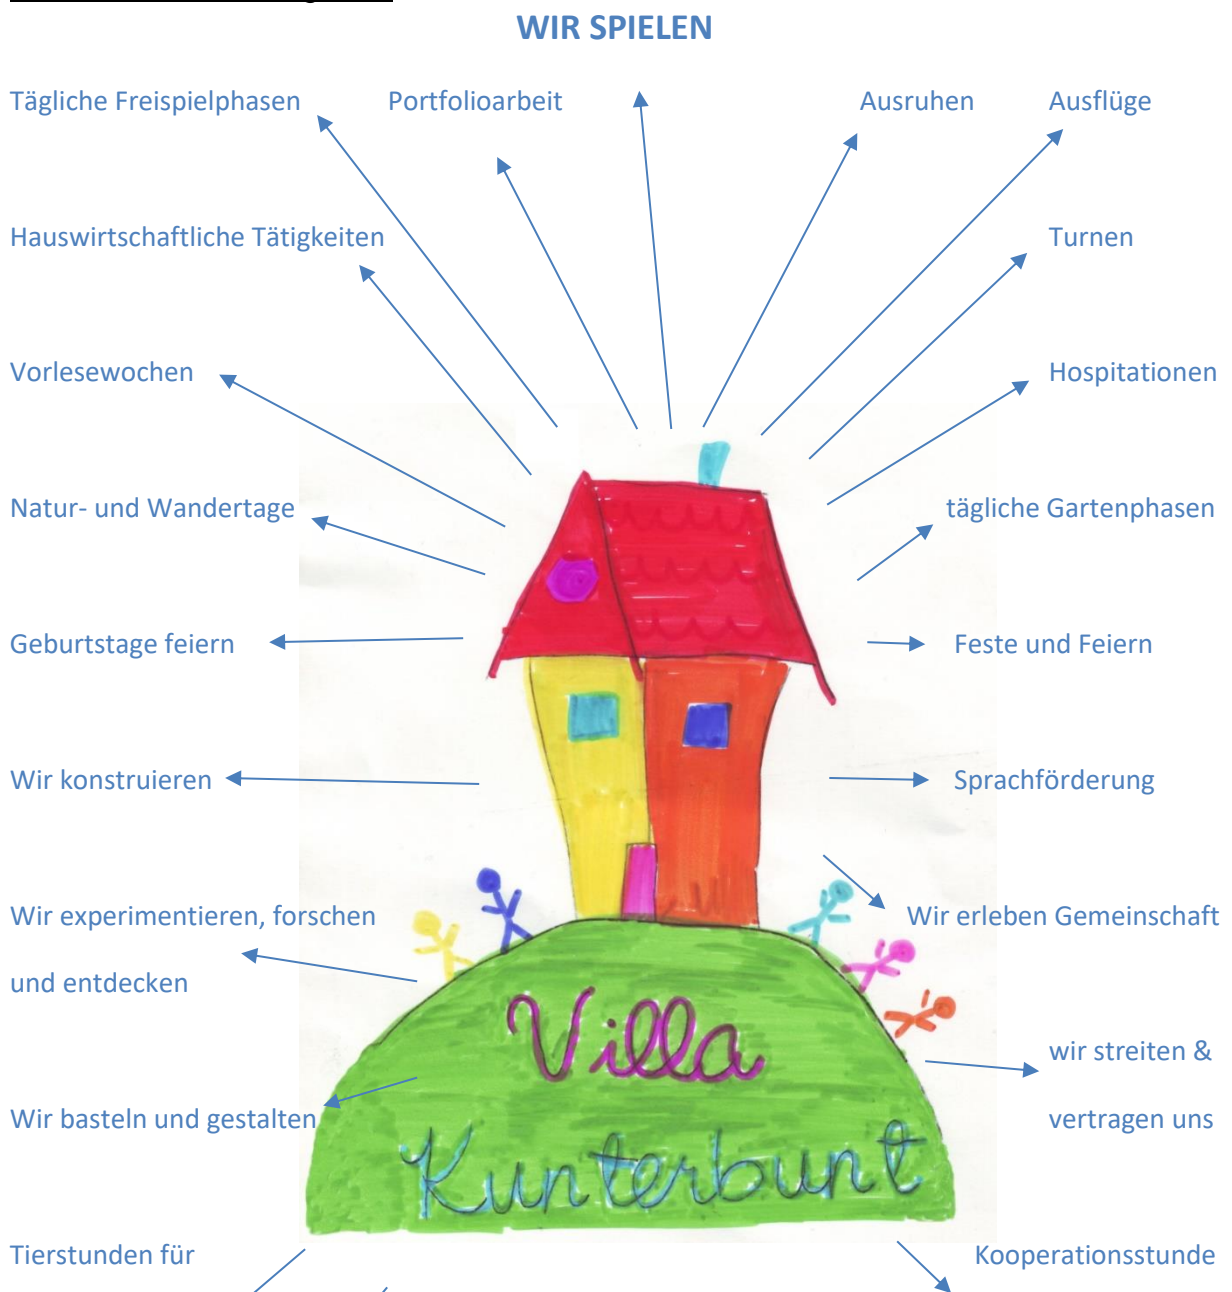 WIR SPIELEN
Tägliche Freispielphasen Portfolioarbeit Ausruhen Ausflüge
Hauswirtschaftliche Tätigkeiten Turnen
Vorlesewochen Hospitationen
Natur- und Wandertage tägliche Gartenphasen
Geburtstage feiern Feste und Feiern
Wir konstruieren Sprachförderung
Wir experimentieren, forschen Wir erleben Gemeinschaft
und entdecken
Villa
wir streiten &
Wir basteln und gestalten vertragen uns
Kunterbunt
Tierstunden für Kooperationsstunde